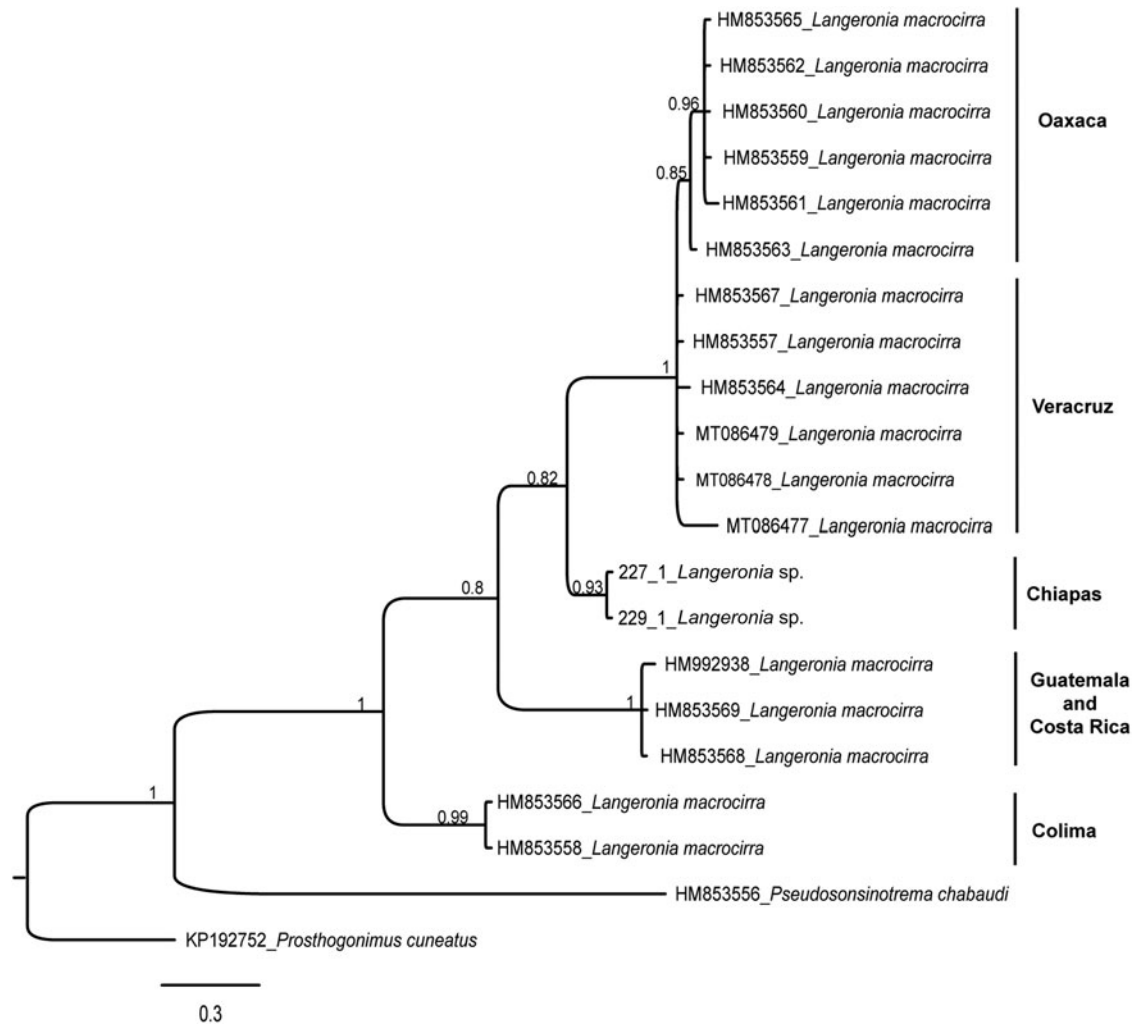 HM853565_Langeronia macrocirra
HM853562_Langeronia macrocirra
0.96
HM853560_Langeronia macrocirra
Oaxaca
HM853559_Langeronia macrocirra
0.85
HM853561_Langeronia macrocirra
HM853563_Langeronia macrocirra
HM853567_Langeronia macrocirra
HM853557_Langeronia macrocirra
1
HM853564_Langeronia macrocirra
Veracruz
MT086479_Langeronia macrocirra
0.82
MT086478_Langeronia macrocirra
MT086477_Langeronia macrocirra
227_1_Langeronia sp.
0.8
0.93
Chiapas
229_1_Langeronia sp.
HM992938_Langeronia macrocirra
1
1
HM853569_Langeronia macrocirra
Guatemala
and
Costa Rica
HM853568_Langeronia macrocirra
1
HM853566_Langeronia macrocirra
0.99
Colima
HM853558_Langeronia macrocirra
HM853556_Pseudosonsinotrema chabaudi
KP192752_Prosthogonimus cuneatus
0.3